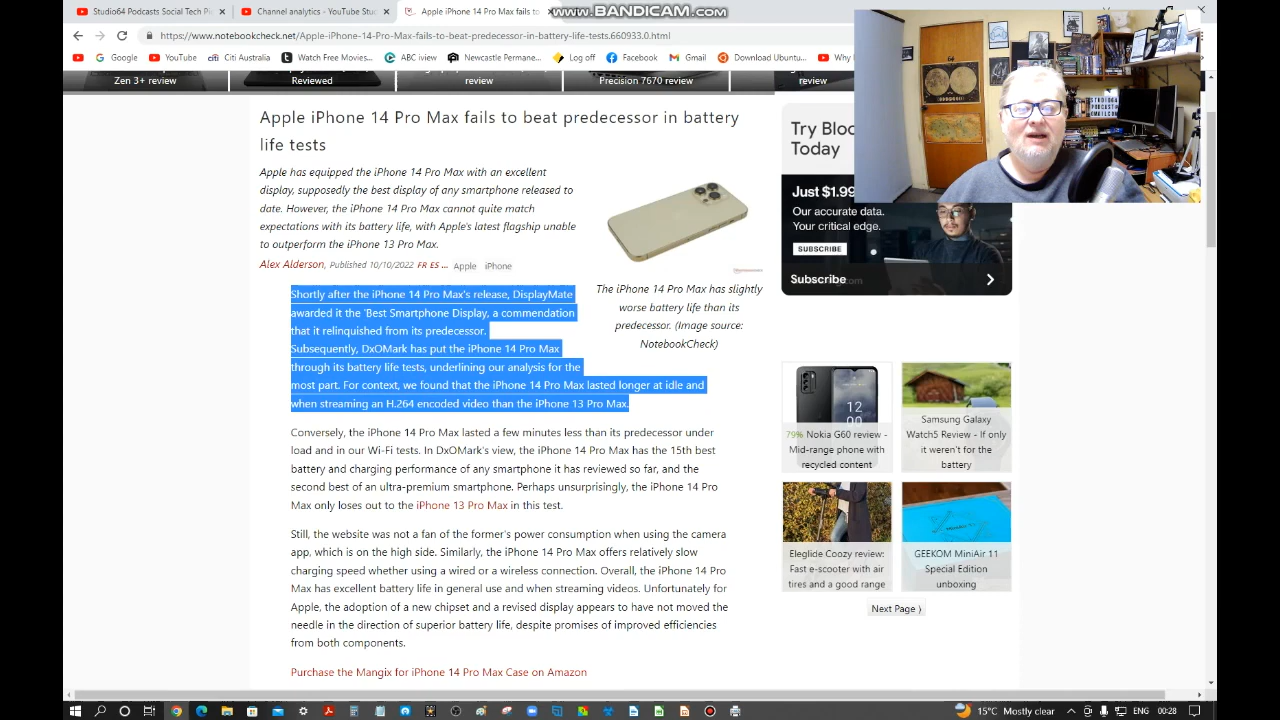 Studio64 Podcasts Social Tech Pl
Channel analytics - YouTube Stud
Apple iPhone 14 Pro Max fails to
www.BANDICAM.com
https://www.notebookcheck.net/Apple-iPhone-14-Pro-Max-fails-to-beat-predecessor-in-battery-life-tests.660933.0.html
Google
YouTube
Citi Australia
Watch Free Movies...
ABC iview
Newcastle Permane...
Log off
Facebook
Gmail
Download Ubuntu...
Why
Zen 3+ review
Reviewed
review
Precision 7670 review
review
Apple iPhone 14 Pro Max fails to beat predecessor in battery
life tests
Apple has equipped the iPhone 14 Pro Max with an excellent
display, supposedly the best display of any smartphone released to
date. However, the iPhone 14 Pro Max cannot quite match
expectations with its battery life, with Apple's latest flagship unable
to outperform the iPhone 13 Pro Max.
Alex Alderson, Published 10/10/2022 FR ES ... Apple iPhone
Shortly after the iPhone 14 Pro Max's release, DisplayMate
awarded it the 'Best Smartphone Display, a commendation
that it relinquished from its predecessor.
Subsequently, DxOMark has put the iPhone 14 Pro Max
through its battery life tests, underlining our analysis for the
most part. For context, we found that the iPhone 14 Pro Max lasted longer at idle and
when streaming an H.264 encoded video than the iPhone 13 Pro Max.
The iPhone 14 Pro Max has slightly
worse battery life than its
predecessor. (Image source:
NotebookCheck)
Conversely, the iPhone 14 Pro Max lasted a few minutes less than its predecessor under
load and in our Wi-Fi tests. In DxOMark's view, the iPhone 14 Pro Max has the 15th best
battery and charging performance of any smartphone it has reviewed so far, and the
second best of an ultra-premium smartphone. Perhaps unsurprisingly, the iPhone 14 Pro
Max only loses out to the iPhone 13 Pro Max in this test.
Still, the website was not a fan of the former's power consumption when using the camera
app, which is on the high side. Similarly, the iPhone 14 Pro Max offers relatively slow
charging speed whether using a wired or a wireless connection. Overall, the iPhone 14 Pro
Max has excellent battery life in general use and when streaming videos. Unfortunately for
Apple, the adoption of a new chipset and a revised display appears to have not moved the
needle in the direction of superior battery life, despite promises of improved efficiencies
from both components.
Purchase the Mangix for iPhone 14 Pro Max Case on Amazon
Try Bloo
Today
Just $1.99
Our accurate data.
Your critical edge.
SUBSCRIBE
Subscribe
12
00
79% Nokia G60 review -
Mid-range phone with
recycled content
Samsung Galaxy
Watch5 Review - If only
it weren't for the
battery
Eleglide Coozy review:
Fast e-scooter with air
tires and a good range
GEEKOM MiniAir 11
Special Edition
unboxing
Next Page ⟩
15°C Mostly clear
ENG
00:28